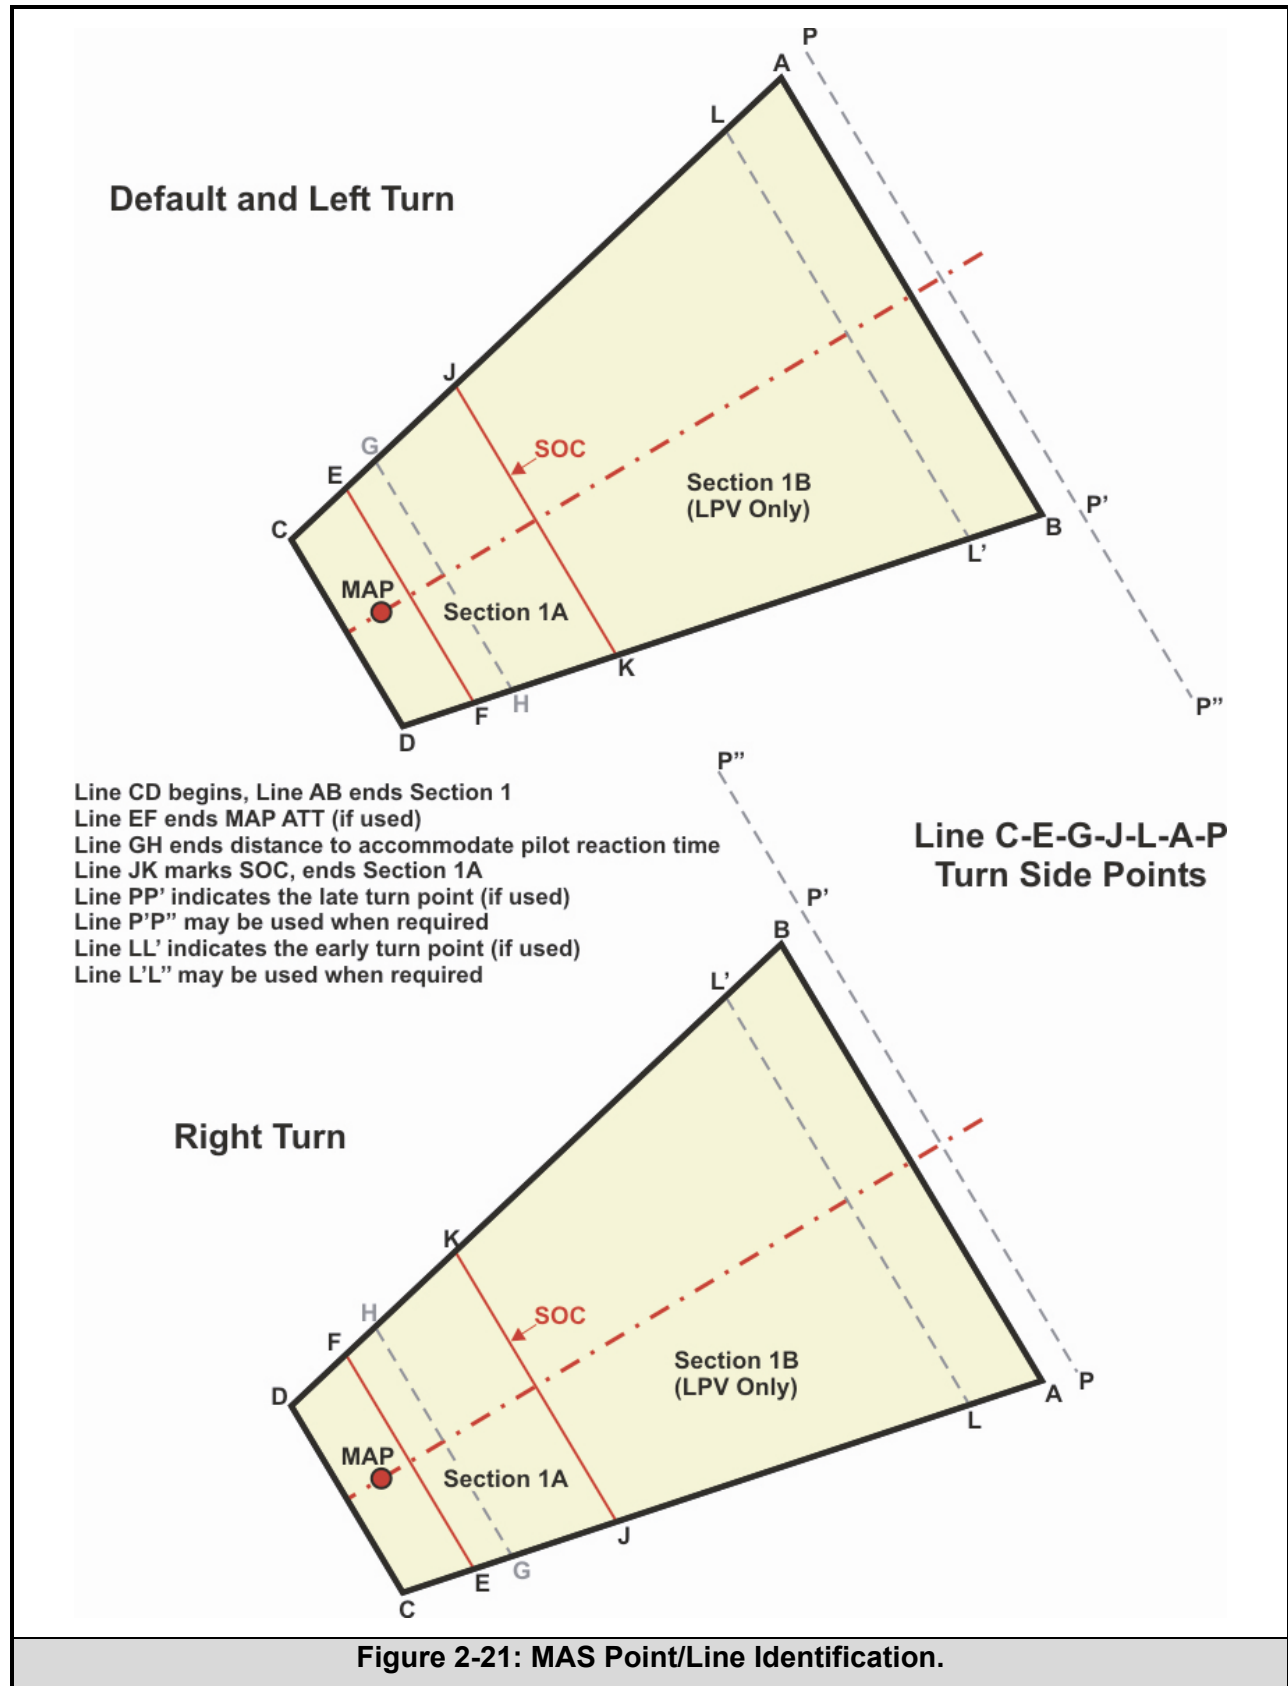 P
A
L
Default and Left Turn
J
SOC
G
E
Section 1B
(LPV Only)
P’
B
C
L’
MAP
Section 1A
K
H
F
P”
D
P”
Line CD begins, Line AB ends Section 1
Line EF ends MAP ATT (if used)
Line GH ends distance to accommodate pilot reaction time
Line JK marks SOC, ends Section 1A
Line PP’ indicates the late turn point (if used)
Line P’P” may be used when required
Line LL’ indicates the early turn point (if used)
Line L’L” may be used when required
Line C-E-G-J-L-A-P
Turn Side Points
P’
B
L’
Right Turn
K
SOC
H
F
Section 1B
(LPV Only)
P
A
D
L
MAP
Section 1A
J
G
E
C
Figure 2-21: MAS Point/Line Identification.